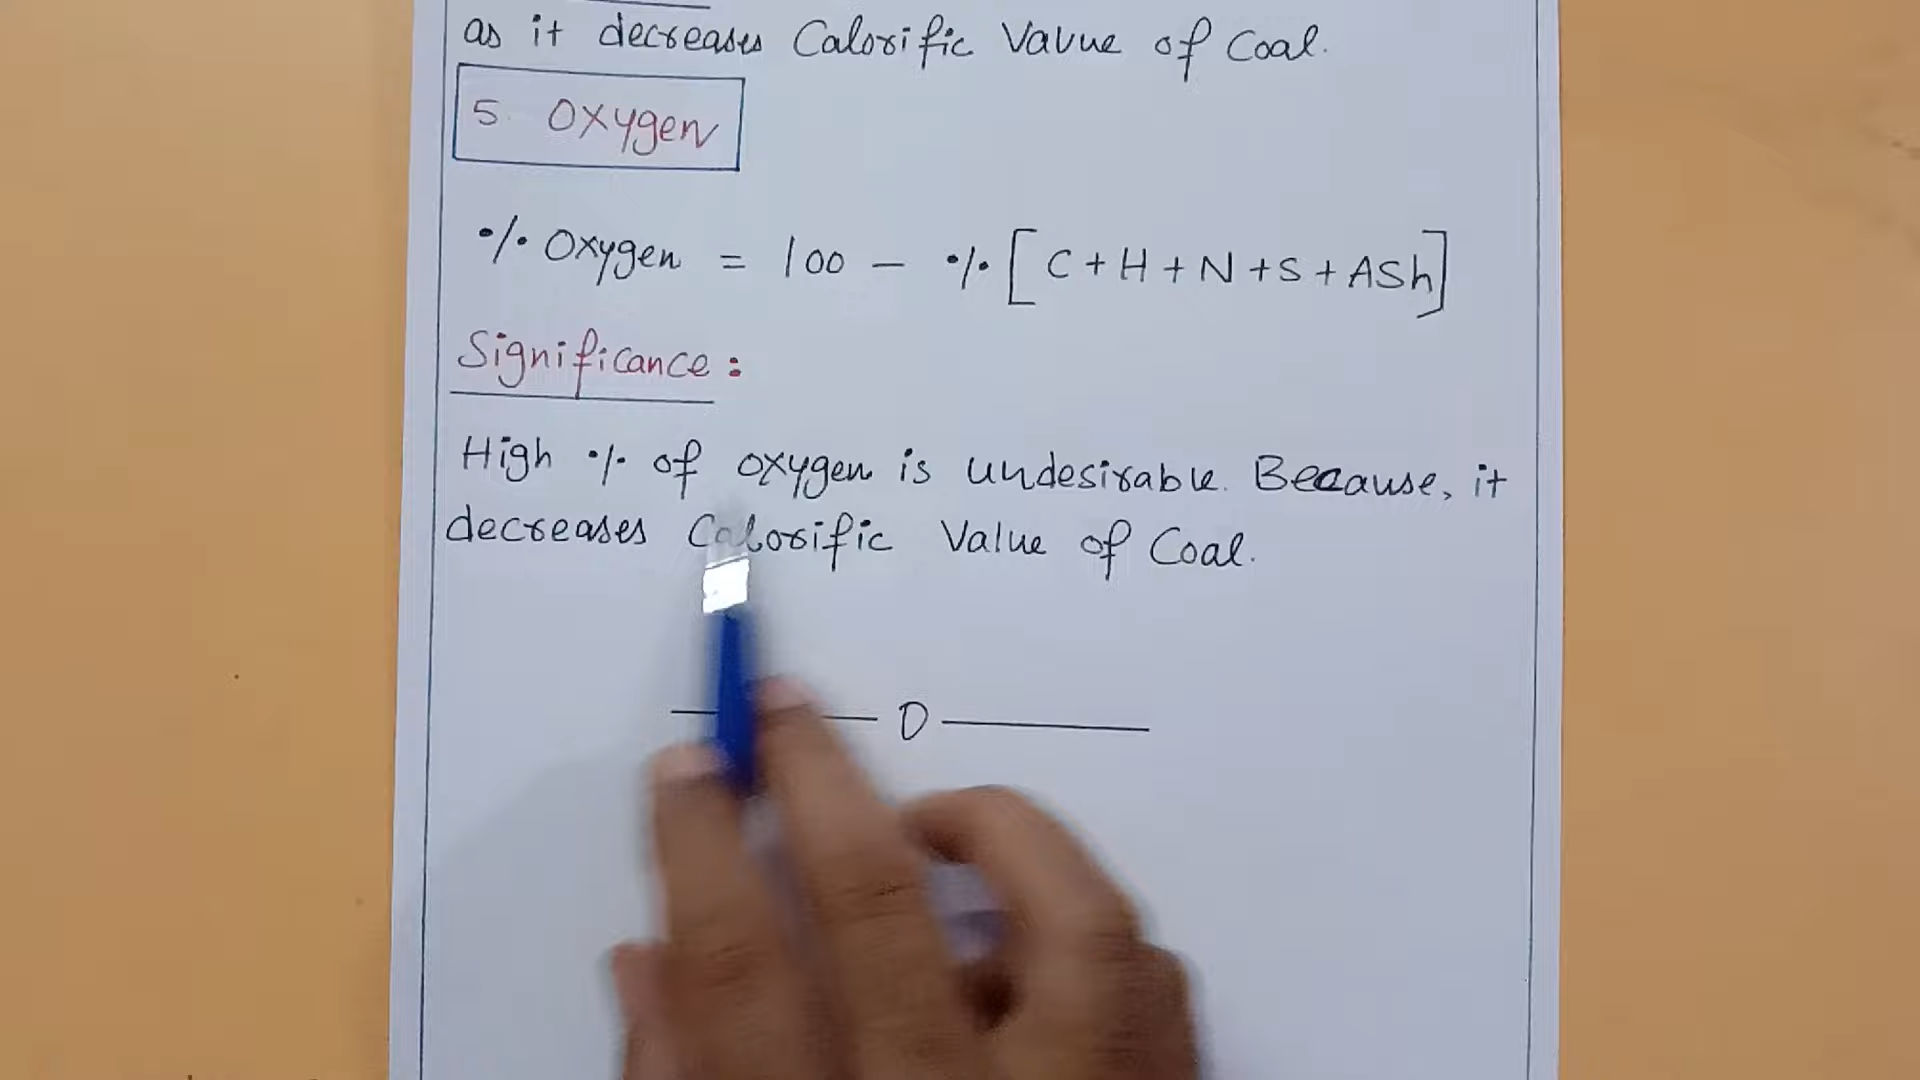 as it decreases Calorific Vavue of Coal.
5. Oxygen
% Oxygen = 100 - % [C+H+N+S+ASh]
Significance:
High % of oxygen is undesirable. Because, it
decreases Calorific Value of Coal.
O